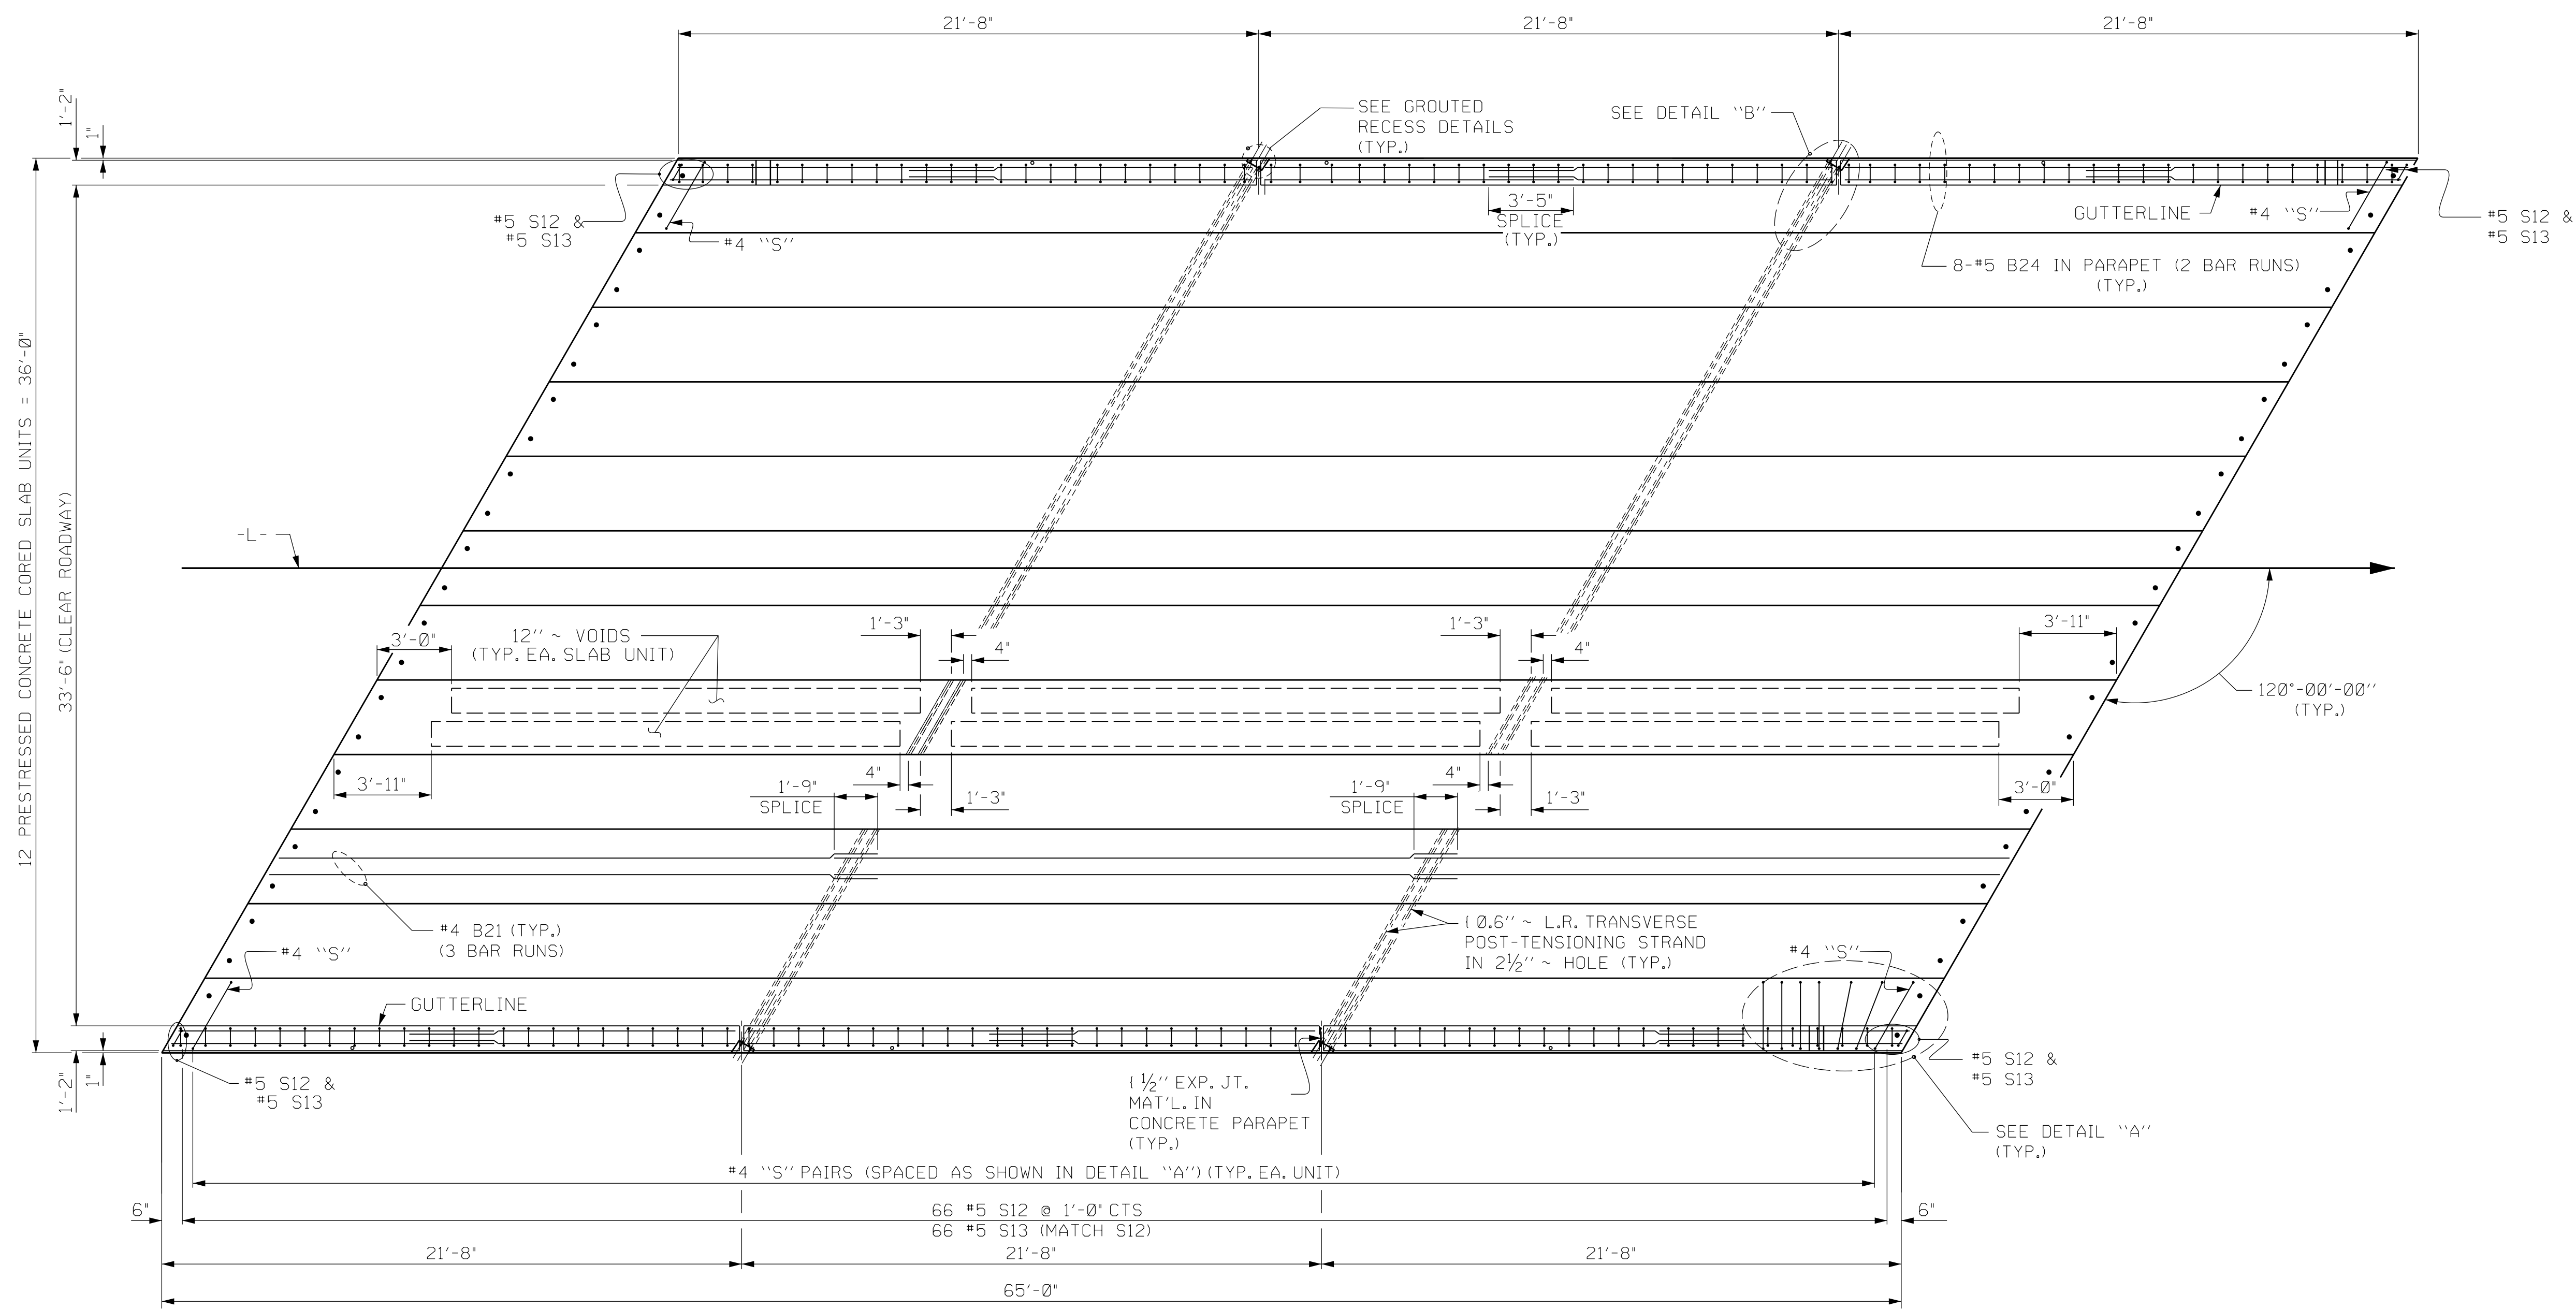 21'-8" 21'-8" 21'-8"
1'-2"
1"
SEE GROUTED
RECESS DETAILS
(TYP.)
SEE DETAIL ‘‘B’’
#5 S12 &
#5 S13
#4 ‘‘S’’
3'-5"
SPLICE
(TYP.)
GUTTERLINE
#4 ‘‘S’’
#5 S12 &
#5 S13
8-#5 B24 IN PARAPET (2 BAR RUNS)
(TYP.)
12 PRESTRESSED CONCRETE CORED SLAB UNITS = 36'-0"
33'-6" (CLEAR ROADWAY)
-L-
3'-0"
12'' ~ VOIDS
(TYP. EA. SLAB UNIT)
1'-3"
4"
1'-3"
4"
3'-11"
120°-00'-00''
(TYP.)
3'-11"
1'-9"
SPLICE
4"
1'-3"
1'-9"
SPLICE
4"
1'-3"
3'-0"
#4 B21 (TYP.)
(3 BAR RUNS)
{ 0.6'' ~ L.R. TRANSVERSE
POST-TENSIONING STRAND
IN 2½'' ~ HOLE (TYP.)
#4 ‘‘S’’
#4 ‘‘S’’
GUTTERLINE
1'-2"
1"
#5 S12 &
#5 S13
{ ½'' EXP. JT.
MAT'L. IN
CONCRETE PARAPET
(TYP.)
#5 S12 &
#5 S13
SEE DETAIL ‘‘A’’
(TYP.)
#4 ‘‘S’’ PAIRS (SPACED AS SHOWN IN DETAIL ‘‘A’’) (TYP. EA. UNIT)
6"
66 #5 S12 @ 1'-0" CTS
66 #5 S13 (MATCH S12)
6"
21'-8" 21'-8" 21'-8"
65'-0"